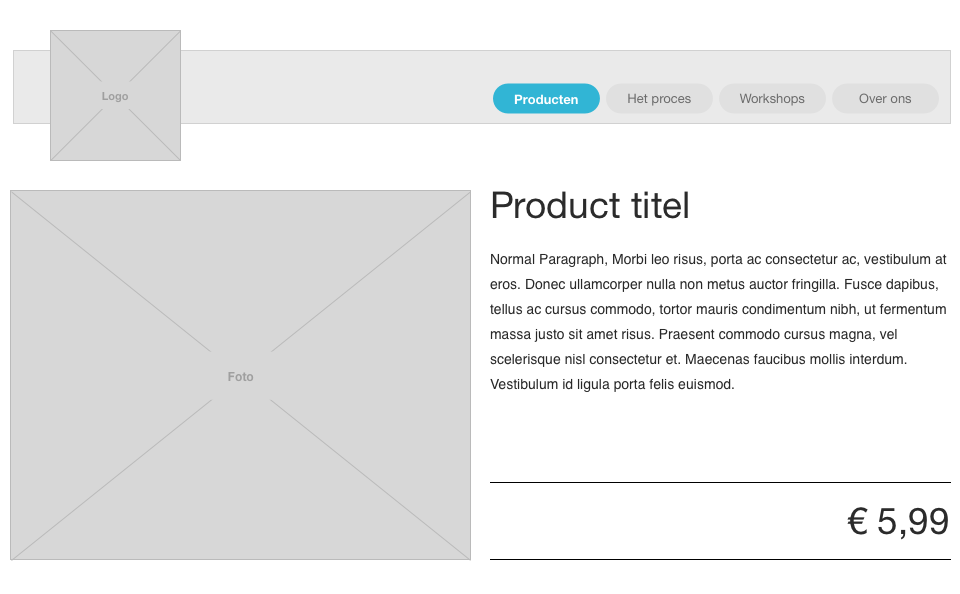 Logo
Producten
Het proces
Workshops
Over ons
Foto
Product titel
Normal Paragraph, Morbi leo risus, porta ac consectetur ac, vestibulum at
eros. Donec ullamcorper nulla non metus auctor fringilla. Fusce dapibus,
tellus ac cursus commodo, tortor mauris condimentum nibh, ut fermentum
massa justo sit amet risus. Praesent commodo cursus magna, vel
scelerisque nisl consectetur et. Maecenas faucibus mollis interdum.
Vestibulum id ligula porta felis euismod.
€ 5,99